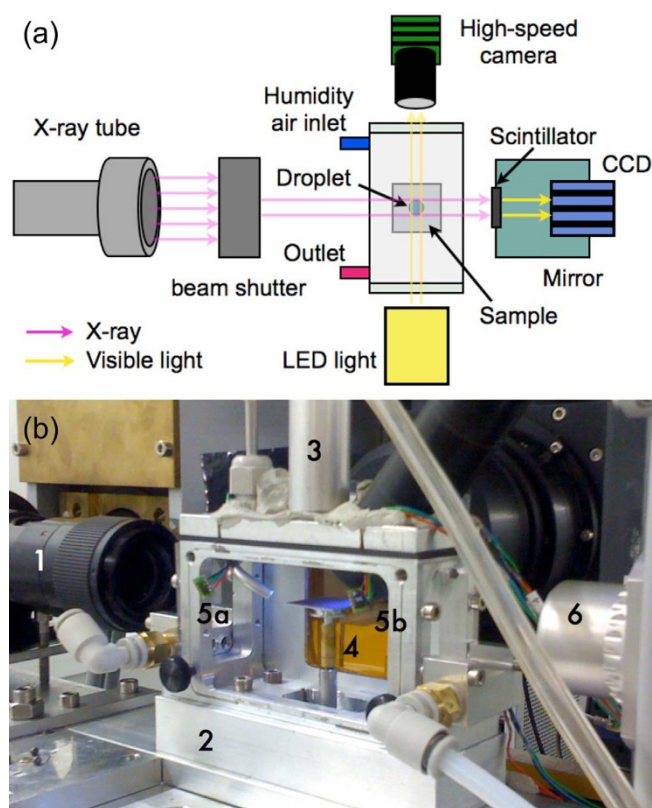 (a)
High-speed
camera
Humidity
air inlet
X-ray tube
Scintillator
CCD
Droplet
Outlet
beam shutter
Mirror
Sample
X-ray
Visible light
LED light
(b)
3
1
5a
5b
6
4
2